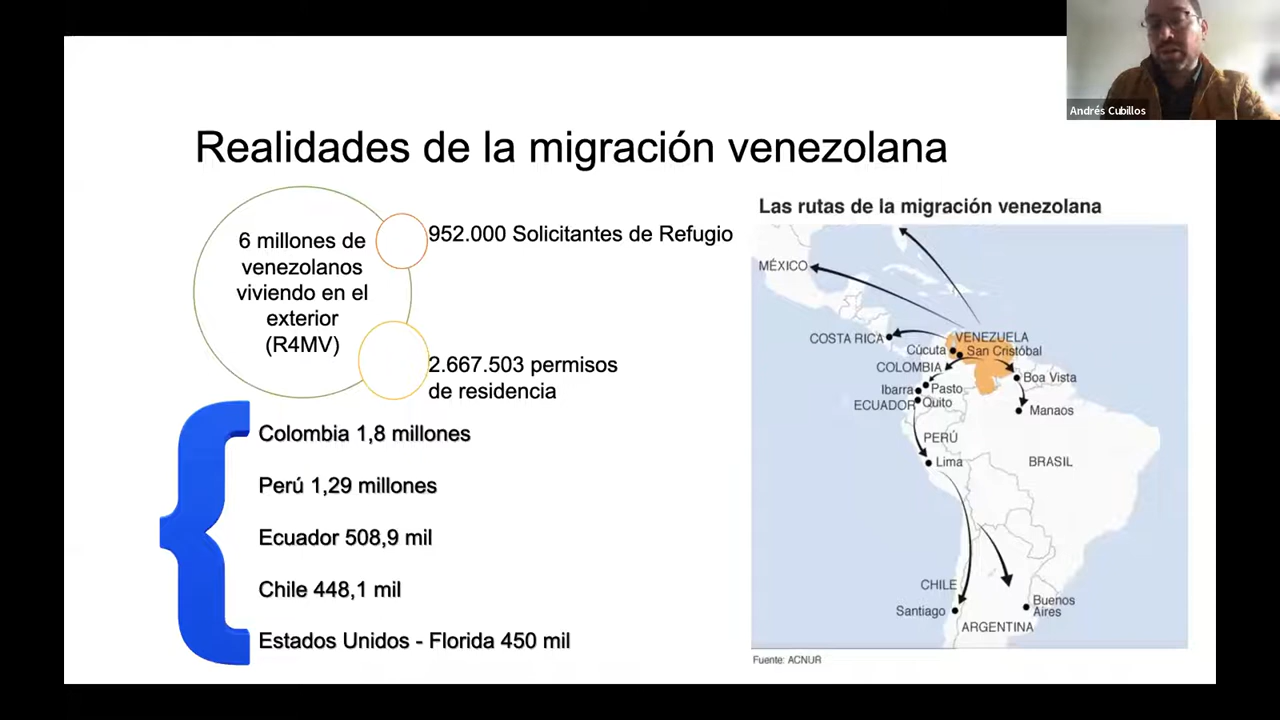 Andrés Cubillos
Realidades de la migración venezolana
6 millones de
venezolanos
viviendo en el
exterior
(R4MV)
952.000 Solicitantes de Refugio
2.667.503 permisos
de residencia
Colombia 1,8 millones
Perú 1,29 millones
Ecuador 508,9 mil
Chile 448,1 mil
Estados Unidos - Florida 450 mil
Las rutas de la migración venezolana
MÉXICO
COSTA RICA
VENEZUELA
Cúcuta
San Cristóbal
COLOMBIA
Boa Vista
Ibarra
Pasto
ECUADOR
Quito
Manaos
PERÚ
Lima
BRASIL
CHILE
Santiago
Buenos
Aires
ARGENTINA
Fuente: ACNUR